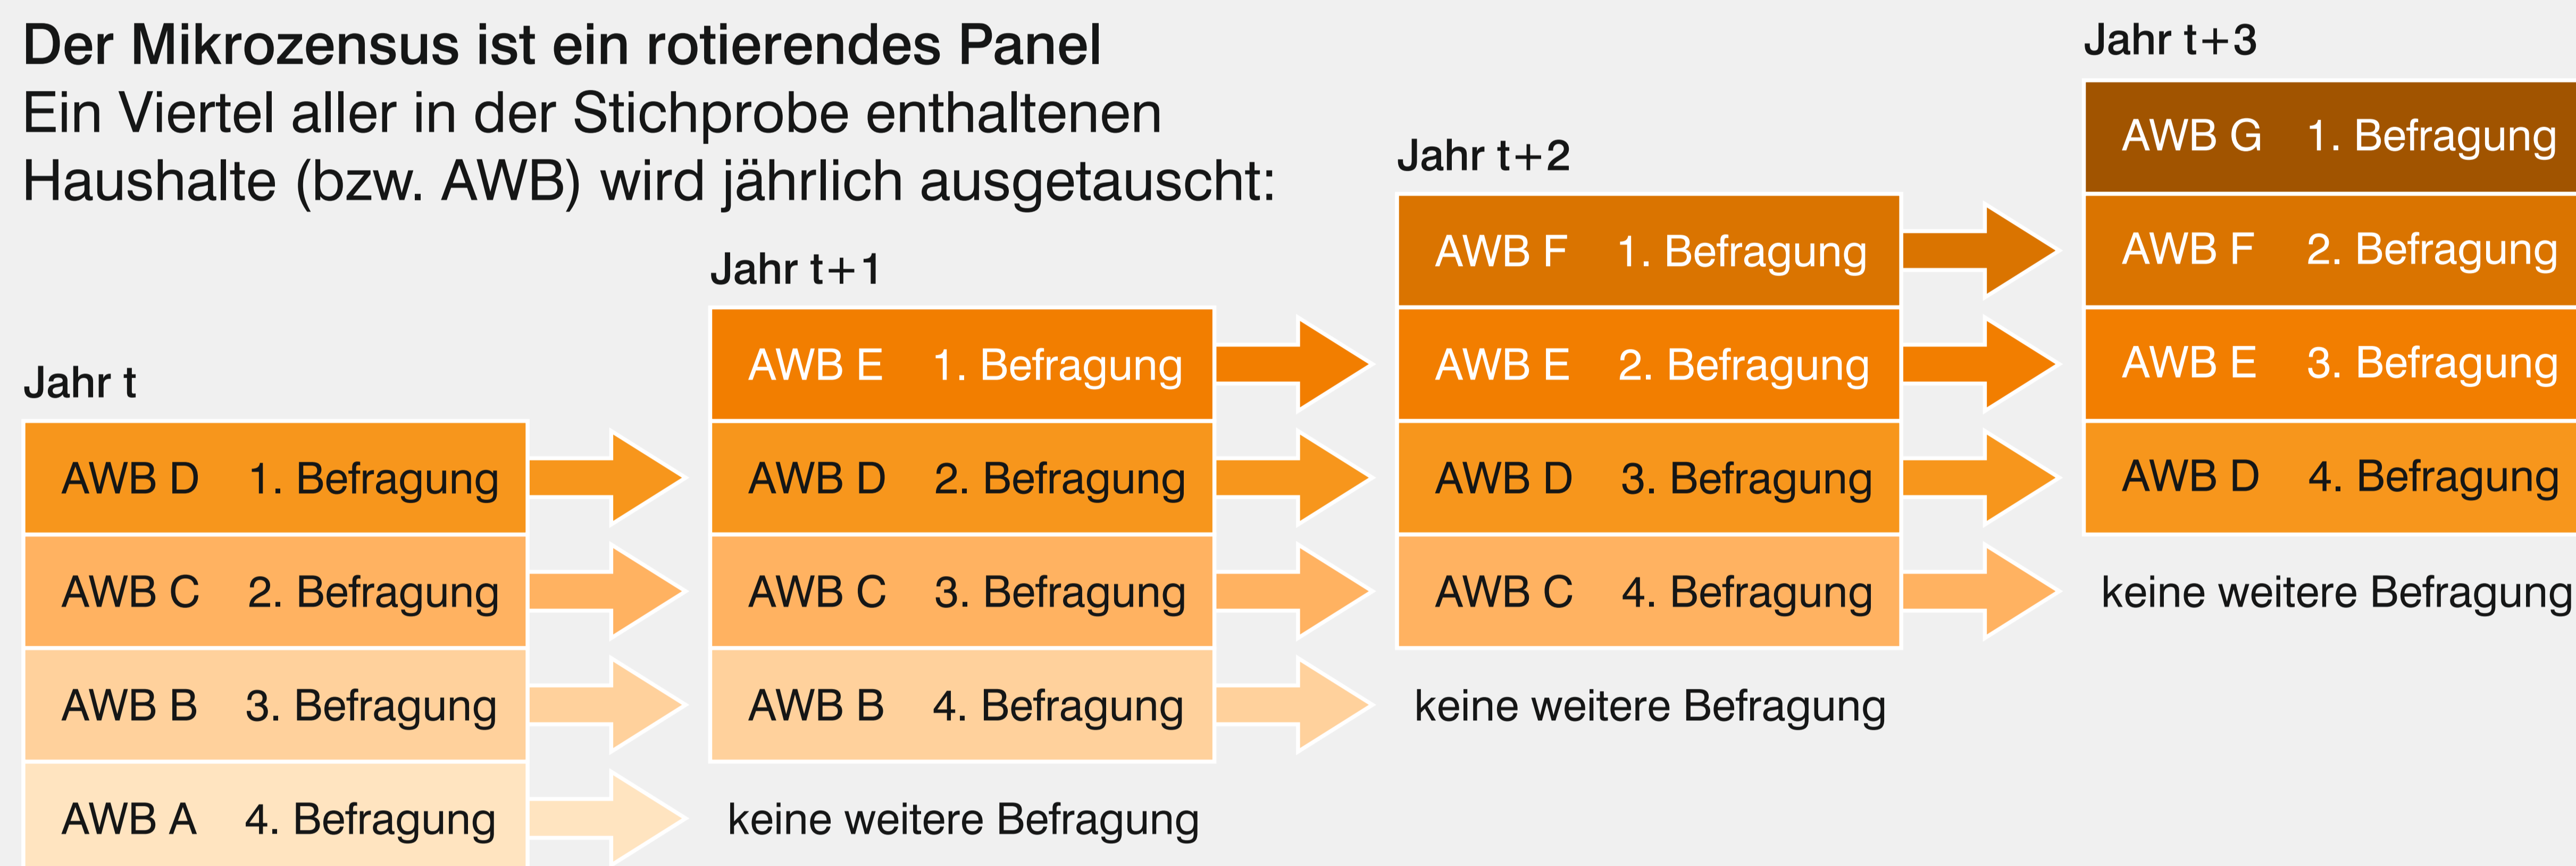 Der Mikrozensus ist ein rotierendes Panel
Ein Viertel aller in der Stichprobe enthaltenen
Haushalte (bzw. AWB) wird jährlich ausgetauscht:
Jahr t
AWB D 1. Befragung
AWB C 2. Befragung
AWB B 3. Befragung
AWB A 4. Befragung
Jahr t+1
AWB E 1. Befragung
AWB D 2. Befragung
AWB C 3. Befragung
AWB B 4. Befragung
keine weitere Befragung
Jahr t+2
AWB F 1. Befragung
AWB E 2. Befragung
AWB D 3. Befragung
AWB C 4. Befragung
keine weitere Befragung
Jahr t+3
AWB G 1. Befragung
AWB F 2. Befragung
AWB E 3. Befragung
AWB D 4. Befragung
keine weitere Befragung